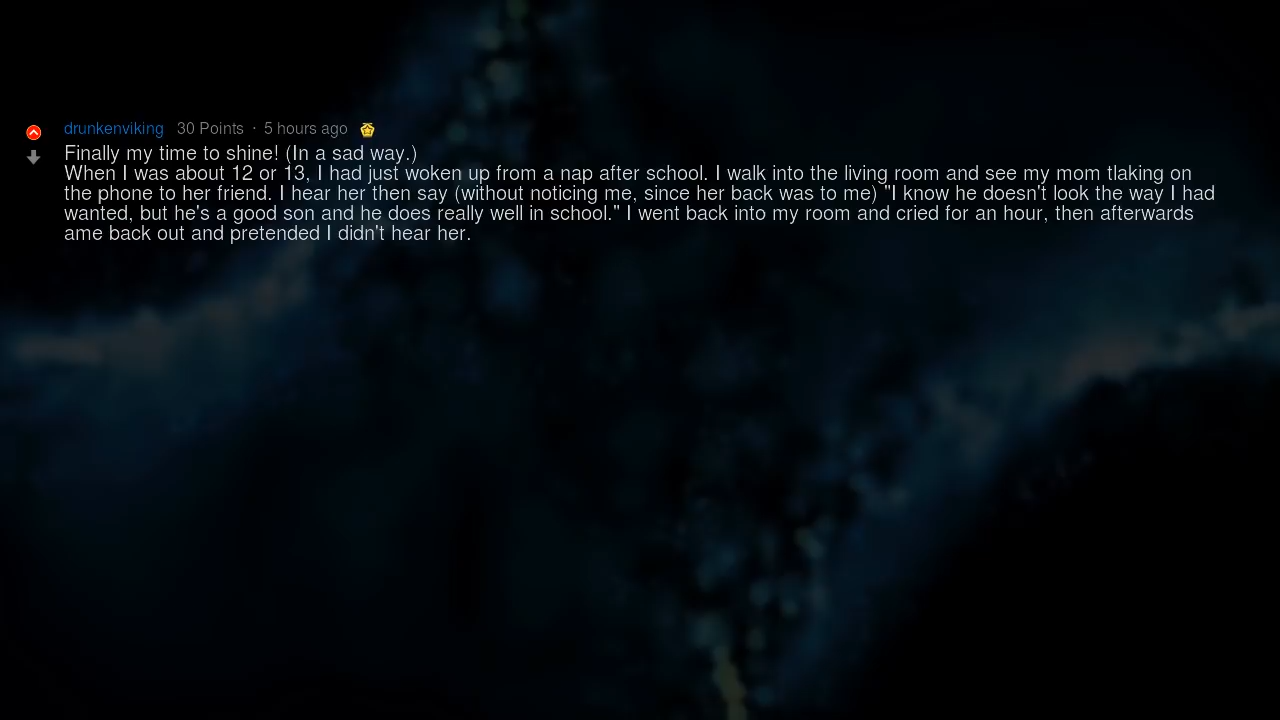 drunkenviking 30 Points · 5 hours ago
Finally my time to shine! (In a sad way.)
When I was about 12 or 13, I had just woken up from a nap after school. I walk into the living room and see my mom tlaking on
the phone to her friend. I hear her then say (without noticing me, since her back was to me) "I know he doesn't look the way I had
wanted, but he's a good son and he does really well in school." I went back into my room and cried for an hour, then afterwards
ame back out and pretended I didn't hear her.